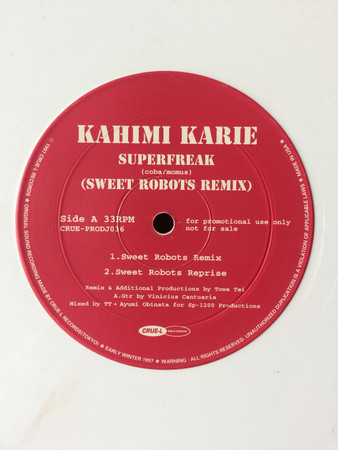 KAHIMI KARIE
SUPERFREAK
(coba/momus)
(SWEET ROBOTS REMIX)
Side A 33RPM
CRUE-PRODJ036
for promotional use only
not for sale
1.Sweet Robots Remix
2.Sweet Robots Reprise
Remix & Additional Productions by Towa Tei
A.Gtr by Vinicius Cantuaria
Mixed by TT + Ayumi Obinata for Sp-1200 Productions
CRUE-L RECORDS
© 1997 CRUE-L RECORDS ★ ORIGINAL SOUND RECORDING MADE BY CRUE-L RECORDS(TOKYO) ★ EARLY WINTER 1997 ★ WARNING : ALL RIGHTS RESERVED. UNAUTHORIZED DUPLICATION IS A VIOLATION OF APPLICABLE LAWS. ★ MADE IN USA ★